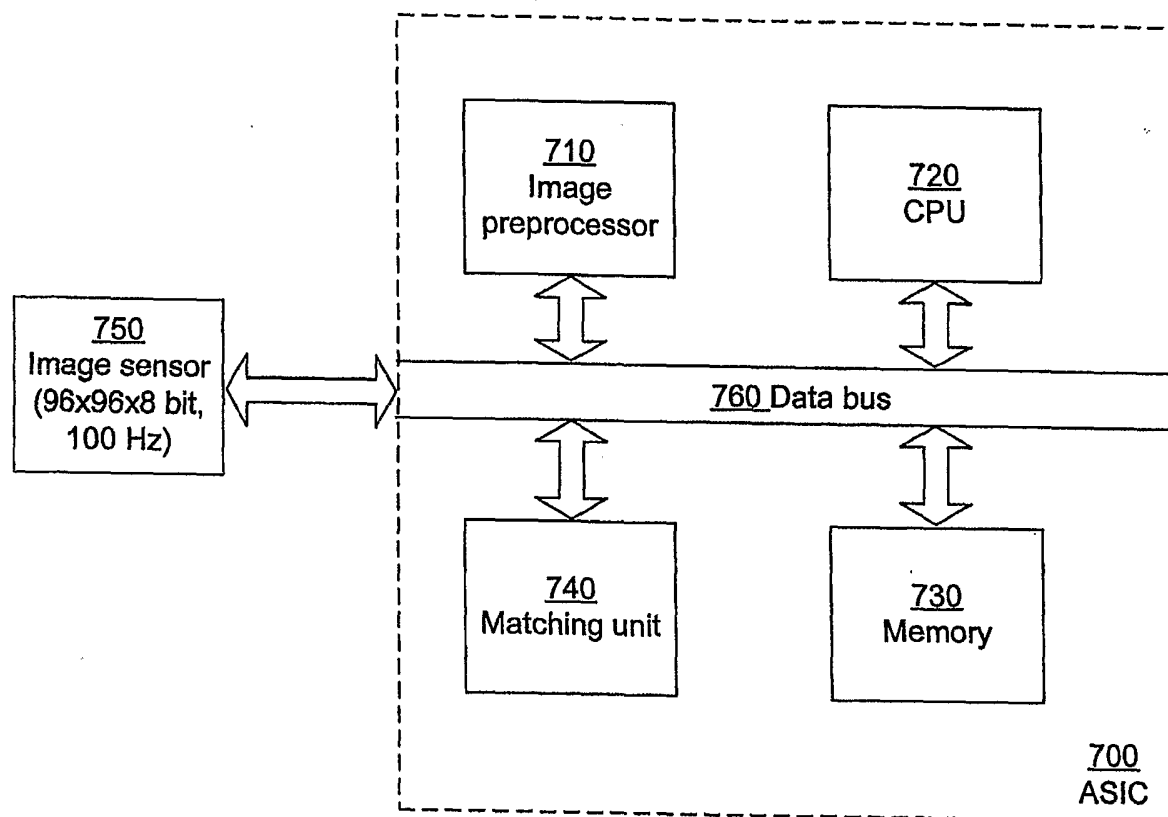 710
Image
preprocessor
720
CPU
750
Image sensor
(96x96x8 bit,
100 Hz)
760 Data bus
740
Matching unit
730
Memory
700
ASIC